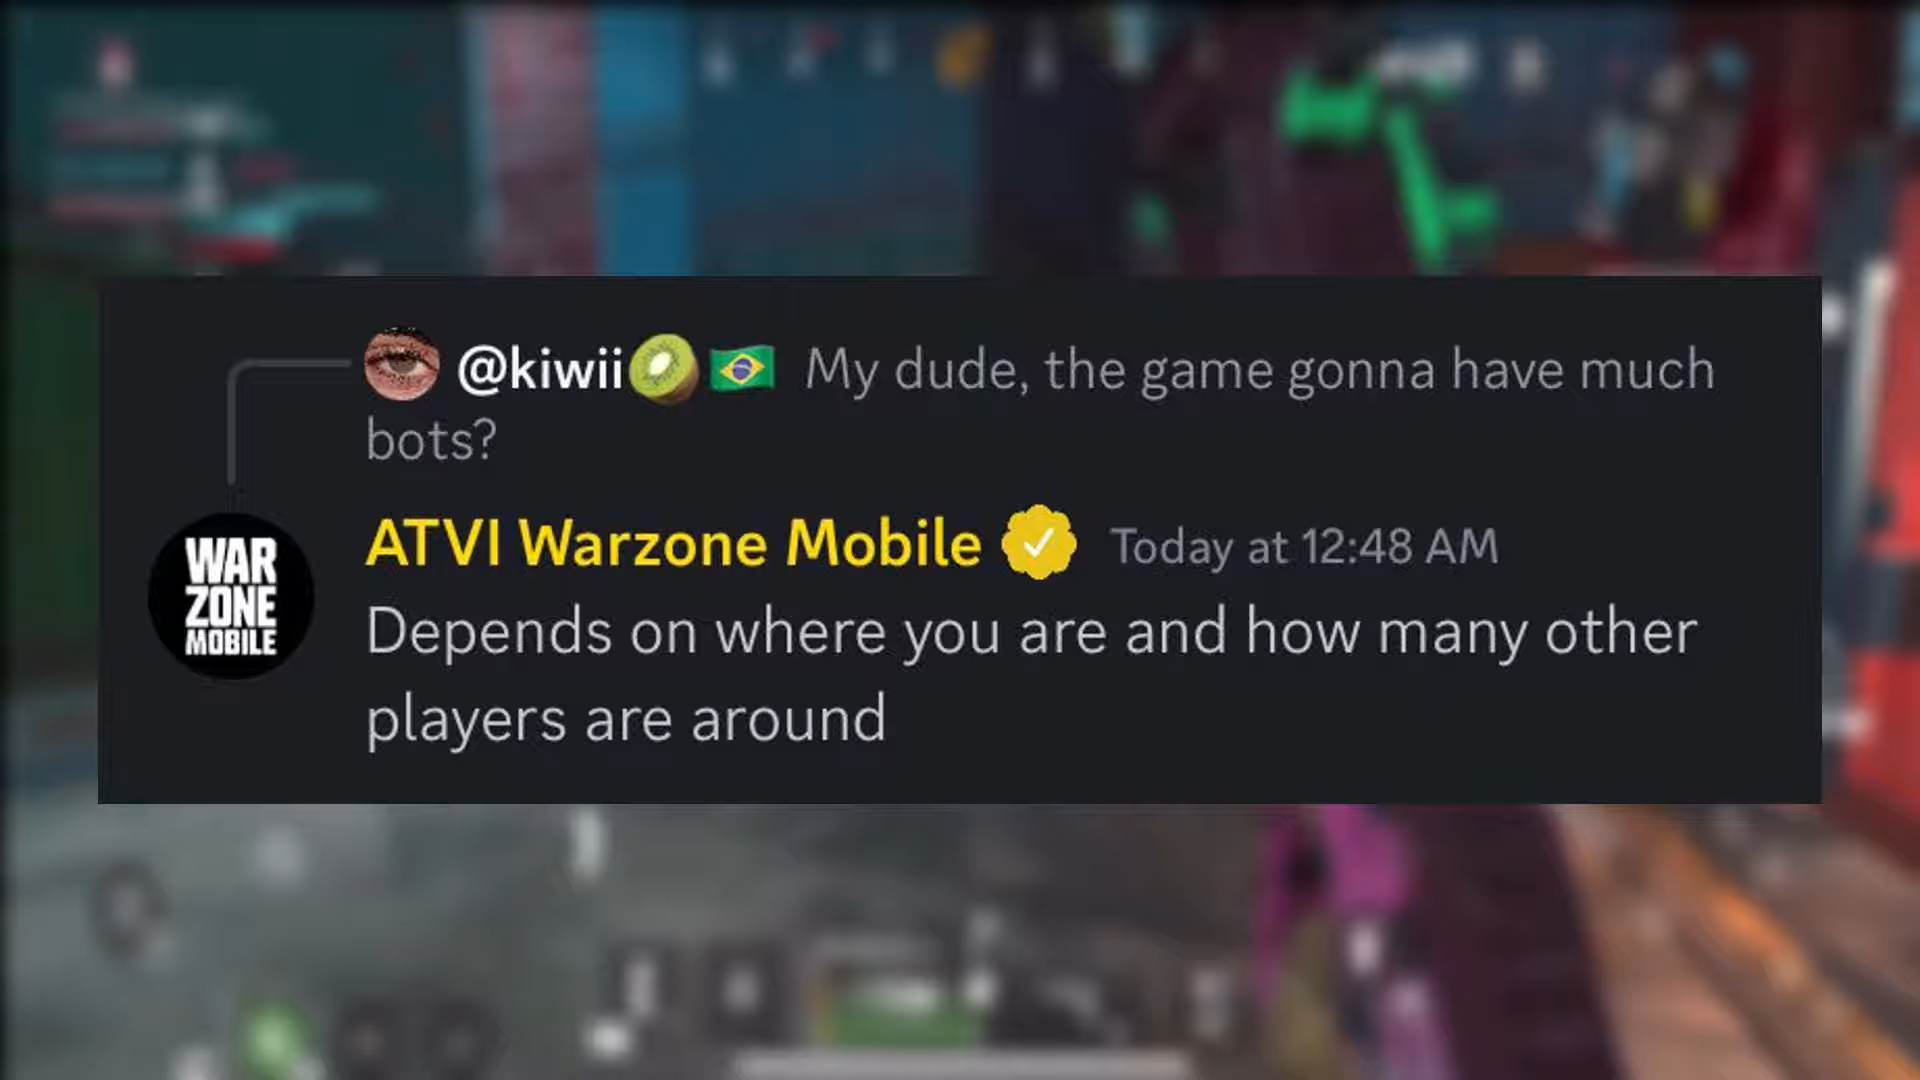 @kiwii🥝🇧🇷 My dude, the game gonna have much
bots?
ATVI Warzone Mobile Today at 12:48 AM
WAR
ZONE
MOBILE
Depends on where you are and how many other
players are around